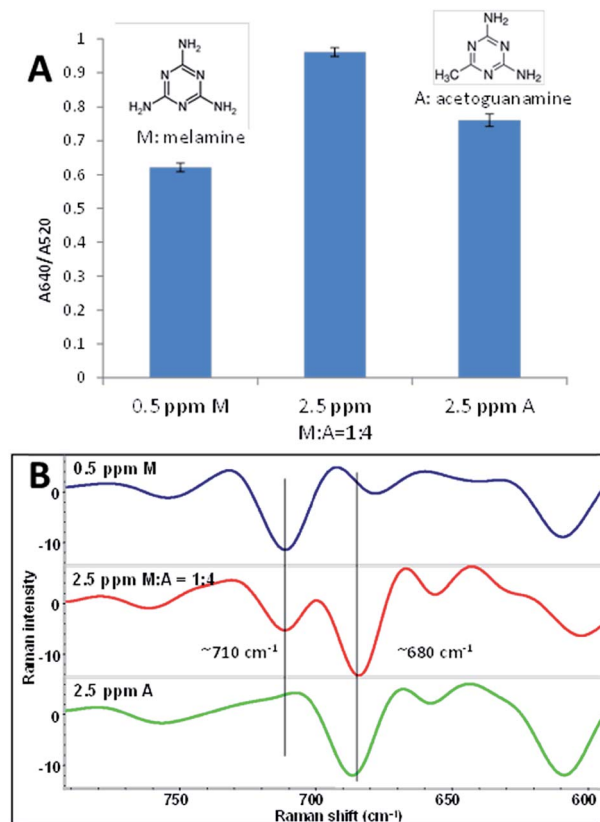 A
NH₂
N
N
H₂N
N
NH₂
M: melamine
NH₂
N
N
H₃C
N
NH₂
A: acetoguanamine
A640/A520
1
0.9
0.8
0.7
0.6
0.5
0.4
0.3
0.2
0.1
0
0.5 ppm M
2.5 ppm
M:A=1:4
2.5 ppm A
B
0.5 ppm M
0
-10
2.5 ppm M:A = 1:4
0
-10
~710 cm⁻¹
~680 cm⁻¹
2.5 ppm A
0
-10
Raman intensity
750
700
650
600
Raman shift (cm⁻¹)